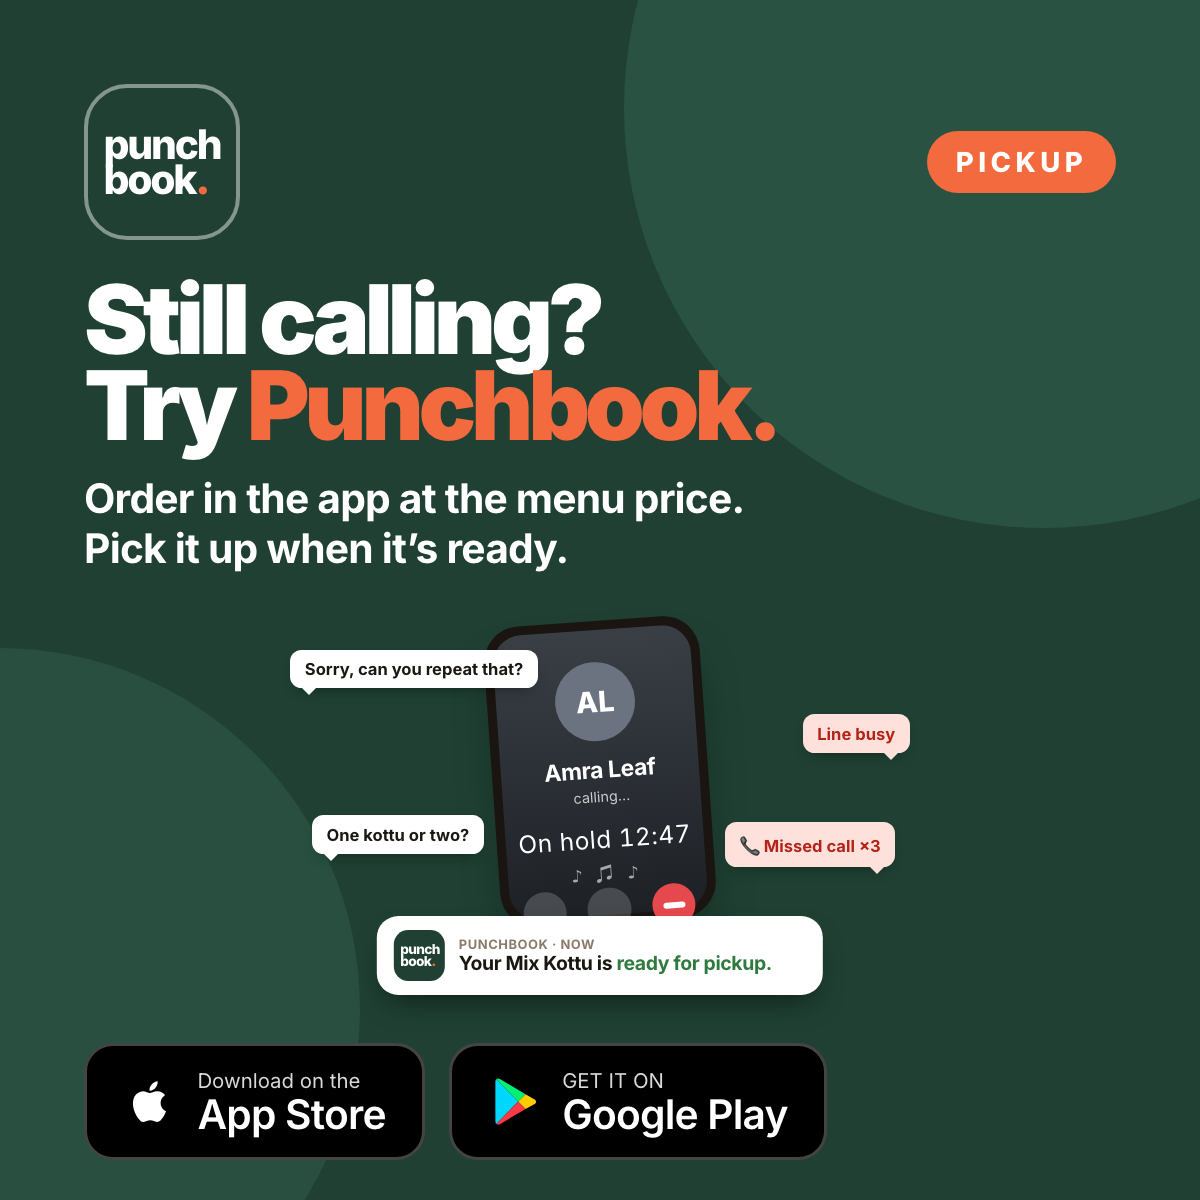 punch
book.
PICKUP
Still calling?
Try Punchbook.
Order in the app at the menu price.
Pick it up when it’s ready.
Sorry, can you repeat that?
AL
Line busy
Amra Leaf
calling...
One kottu or two?
On hold 12:47
Missed call ×3
punch
book.
PUNCHBOOK · NOW
Your Mix Kottu is ready for pickup.
Download on the
App Store
GET IT ON
Google Play